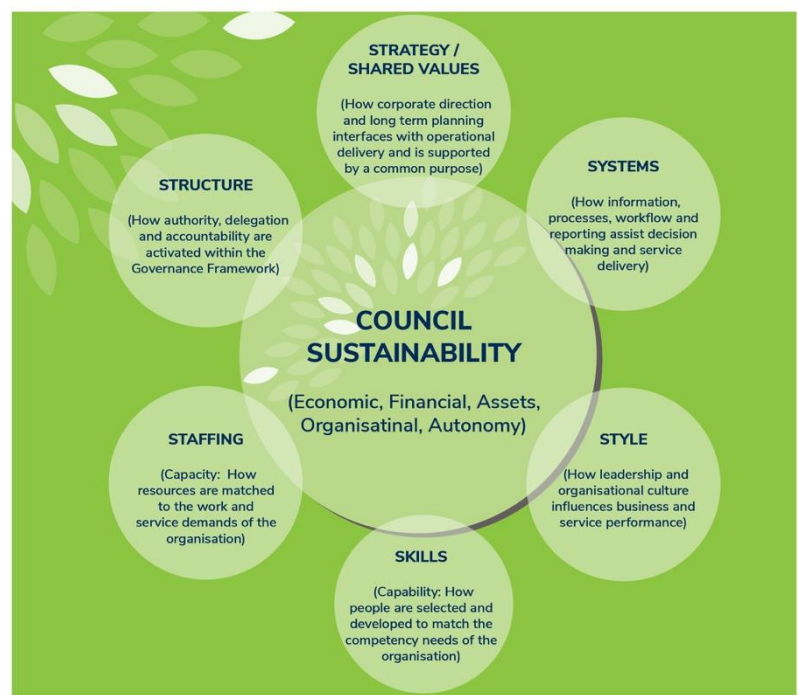 STRATEGY /
SHARED VALUES
(How corporate direction
and long term planning
interfaces with operational
delivery and is supported
by a common purpose)
SYSTEMS
(How information,
processes, workflow and
reporting assist decision
making and service
delivery)
STRUCTURE
(How authority, delegation
and accountability are
activated within the
Governance Framework)
COUNCIL
SUSTAINABILITY
(Economic, Financial, Assets,
Organisatinal, Autonomy)
STAFFING
(Capacity: How
resources are matched
to the work and
service demands of the
organisation)
STYLE
(How leadership and
organisational culture
influences business and
service performance)
SKILLS
(Capability: How
people are selected and
developed to match the
competency needs of the
organisation)